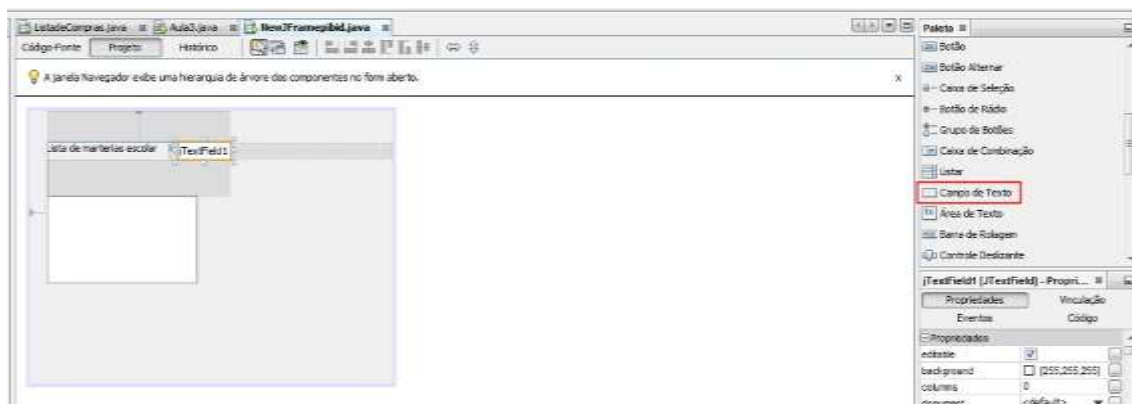 ListadeCompras.java Aula3.java NewJFramepibid.java
Código-Fonte Projeto Histórico
A janela Navegador exibe uma hierarquia de árvore dos componentes no form aberto. x
Lista de marterias escolar jTextField1
Paleta
Botão
Botão Alternar
Caixa de Seleção
Botão de Rádio
Grupo de Botões
Caixa de Combinação
Listar
Campo de Texto
Área de Texto
Barra de Rolagem
Controle Deslizante
jTextField1 [JTextField] - Propri...
Propriedades Vinculação
Eventos Código
Propriedades
editable
background [255,255,255]
columns 0
document <default>